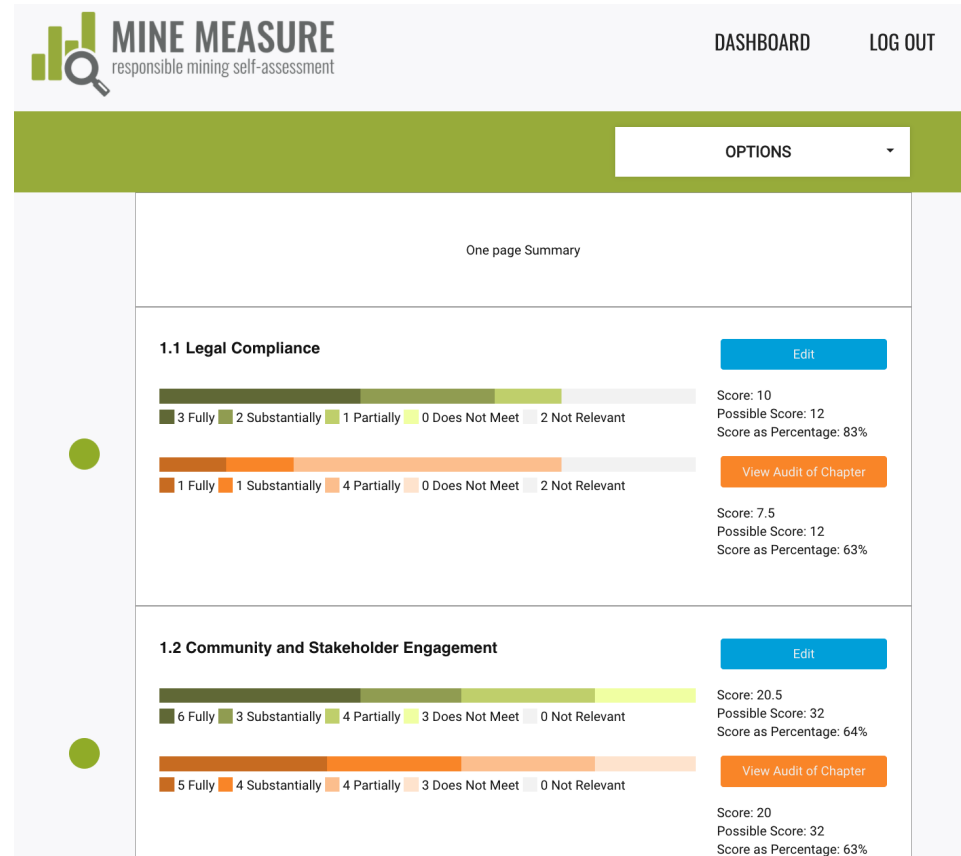 MINE MEASURE
responsible mining self-assessment
DASHBOARD
LOG OUT
OPTIONS
One page Summary
1.1 Legal Compliance
Edit
3 Fully 2 Substantially 1 Partially 0 Does Not Meet 2 Not Relevant
Score: 10
Possible Score: 12
Score as Percentage: 83%
View Audit of Chapter
1 Fully 1 Substantially 4 Partially 0 Does Not Meet 2 Not Relevant
Score: 7.5
Possible Score: 12
Score as Percentage: 63%
1.2 Community and Stakeholder Engagement
Edit
6 Fully 3 Substantially 4 Partially 3 Does Not Meet 0 Not Relevant
Score: 20.5
Possible Score: 32
Score as Percentage: 64%
View Audit of Chapter
5 Fully 4 Substantially 4 Partially 3 Does Not Meet 0 Not Relevant
Score: 20
Possible Score: 32
Score as Percentage: 63%